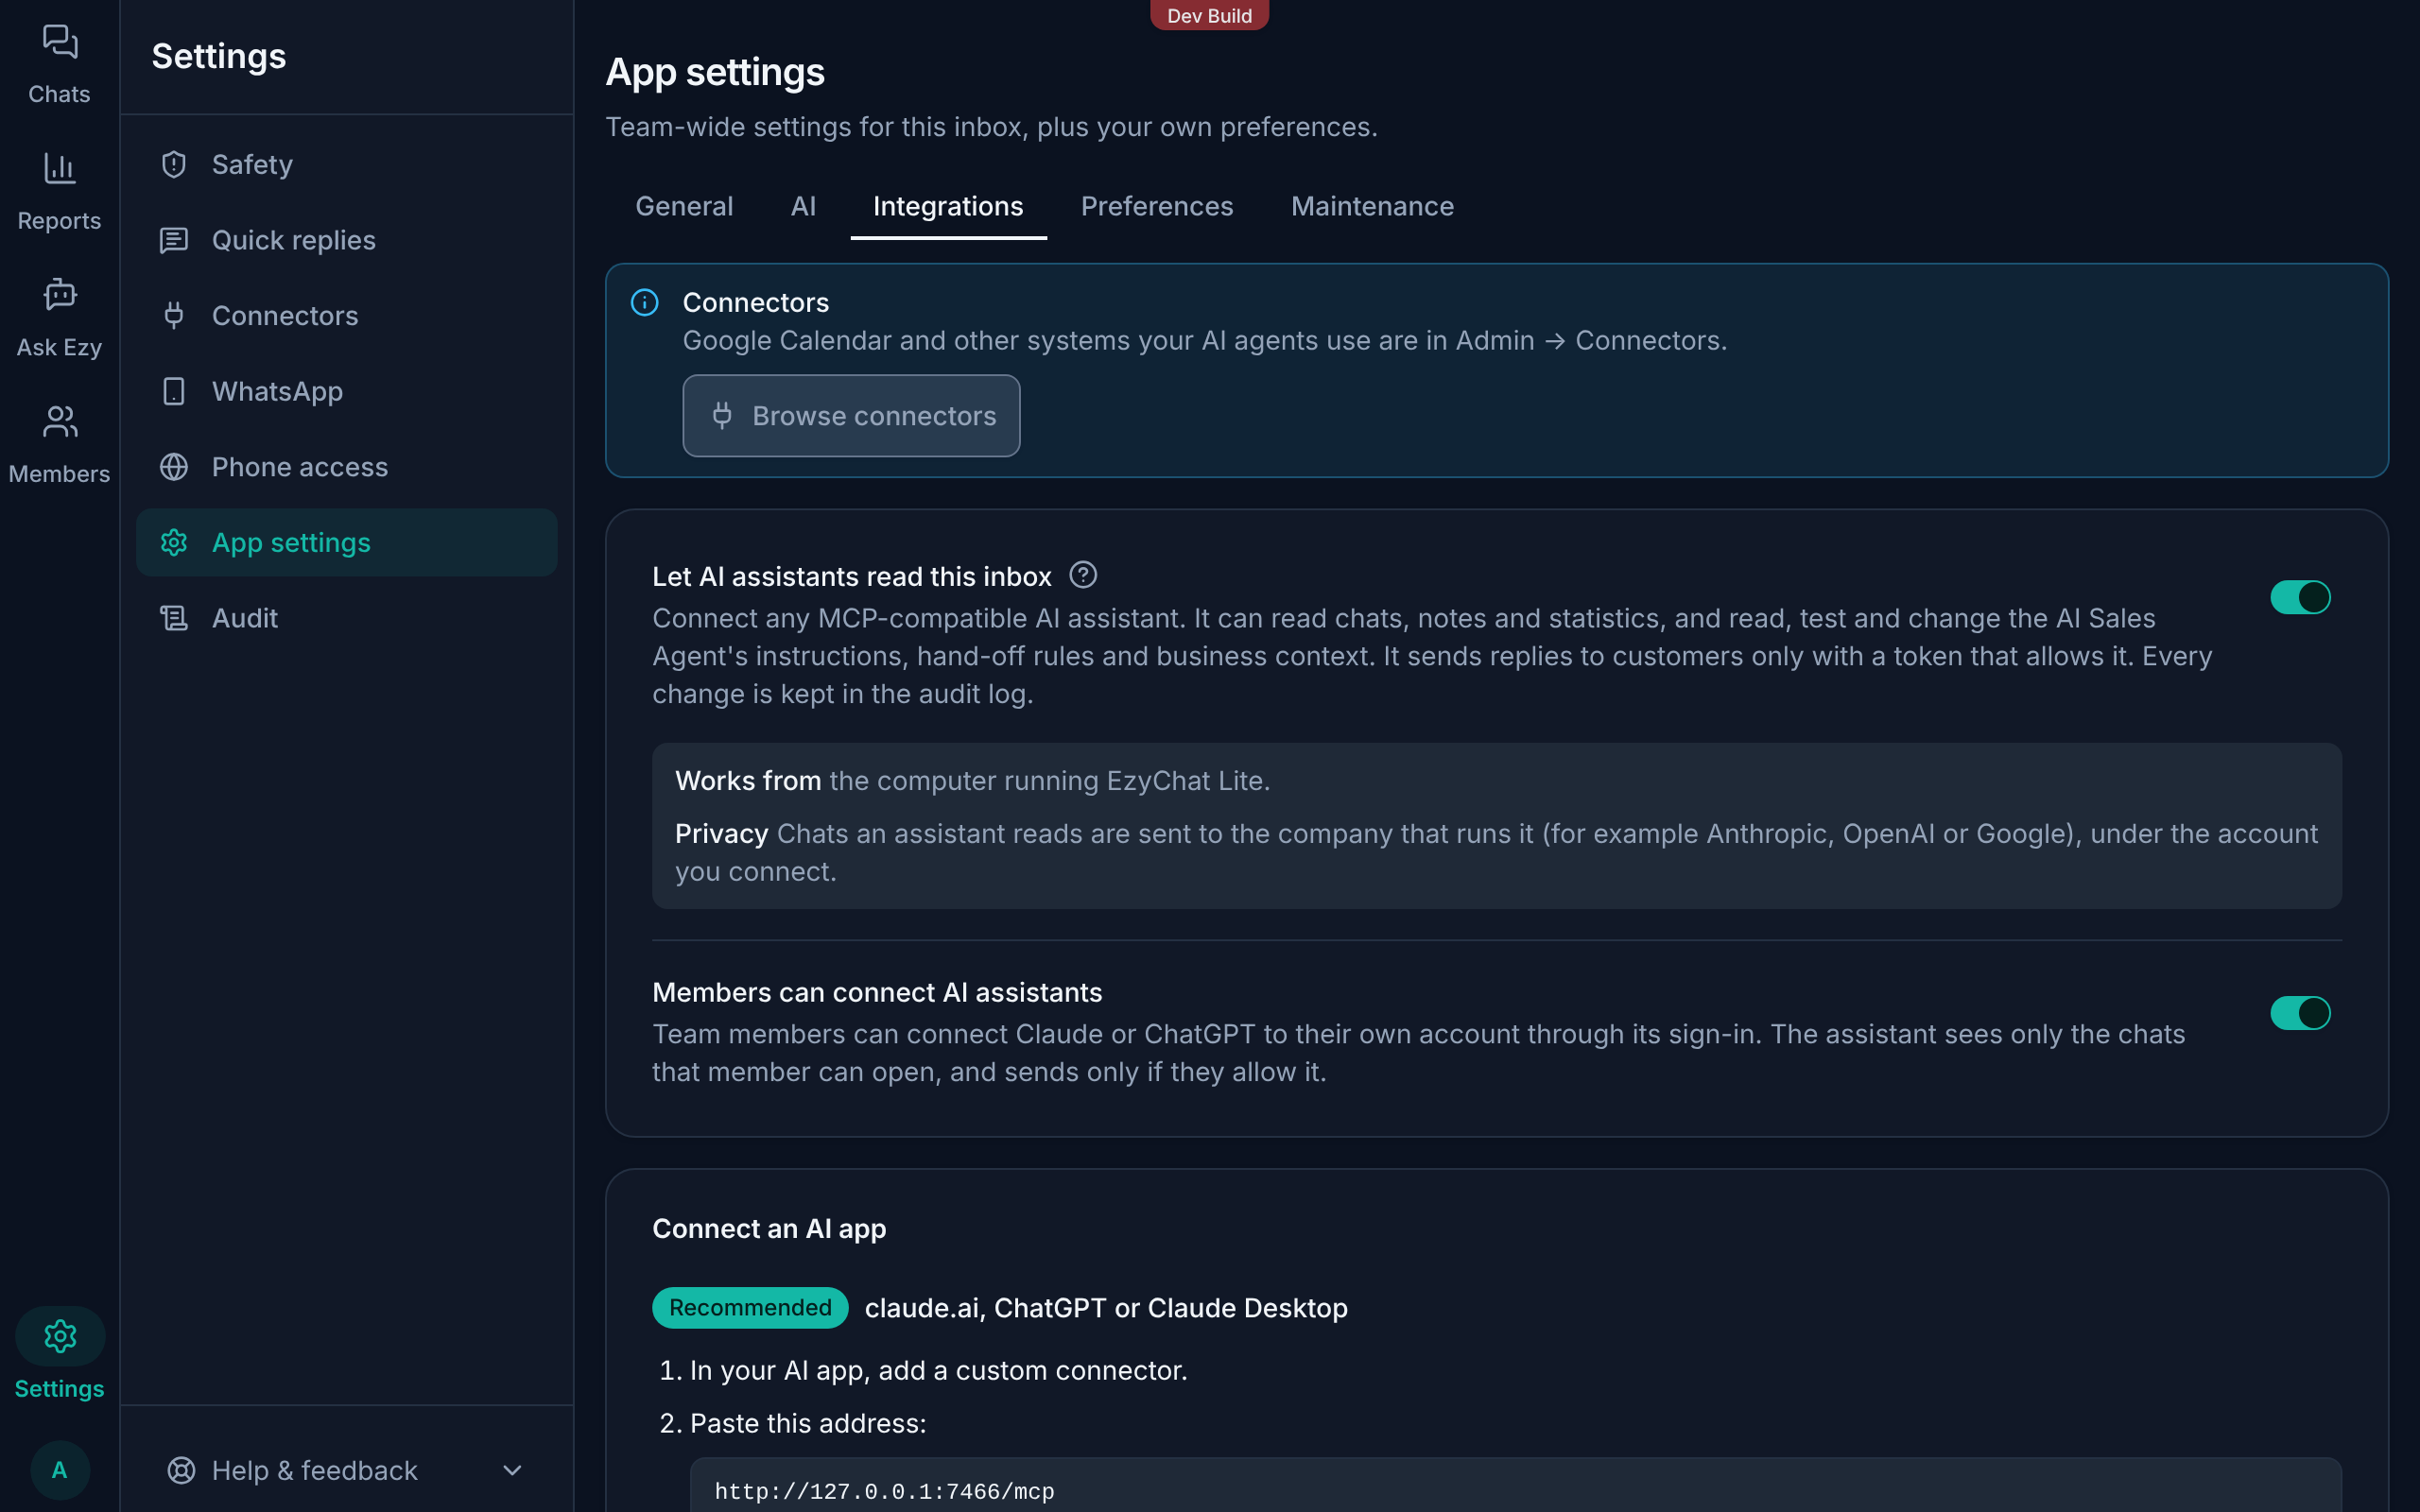 Dev Build
Chats
Reports
Ask Ezy
Members
Settings
A
Settings
Safety
Quick replies
Connectors
WhatsApp
Phone access
App settings
Audit
Help & feedback
App settings
Team-wide settings for this inbox, plus your own preferences.
General AI Integrations Preferences Maintenance
Connectors
Google Calendar and other systems your AI agents use are in Admin → Connectors.
Browse connectors
Let AI assistants read this inbox
Connect any MCP-compatible AI assistant. It can read chats, notes and statistics, and read, test and change the AI Sales
Agent's instructions, hand-off rules and business context. It sends replies to customers only with a token that allows it. Every
change is kept in the audit log.
Works from the computer running EzyChat Lite.
Privacy Chats an assistant reads are sent to the company that runs it (for example Anthropic, OpenAI or Google), under the account
you connect.
Members can connect AI assistants
Team members can connect Claude or ChatGPT to their own account through its sign-in. The assistant sees only the chats
that member can open, and sends only if they allow it.
Connect an AI app
Recommended claude.ai, ChatGPT or Claude Desktop
1. In your AI app, add a custom connector.
2. Paste this address:
http://127.0.0.1:7466/mcp